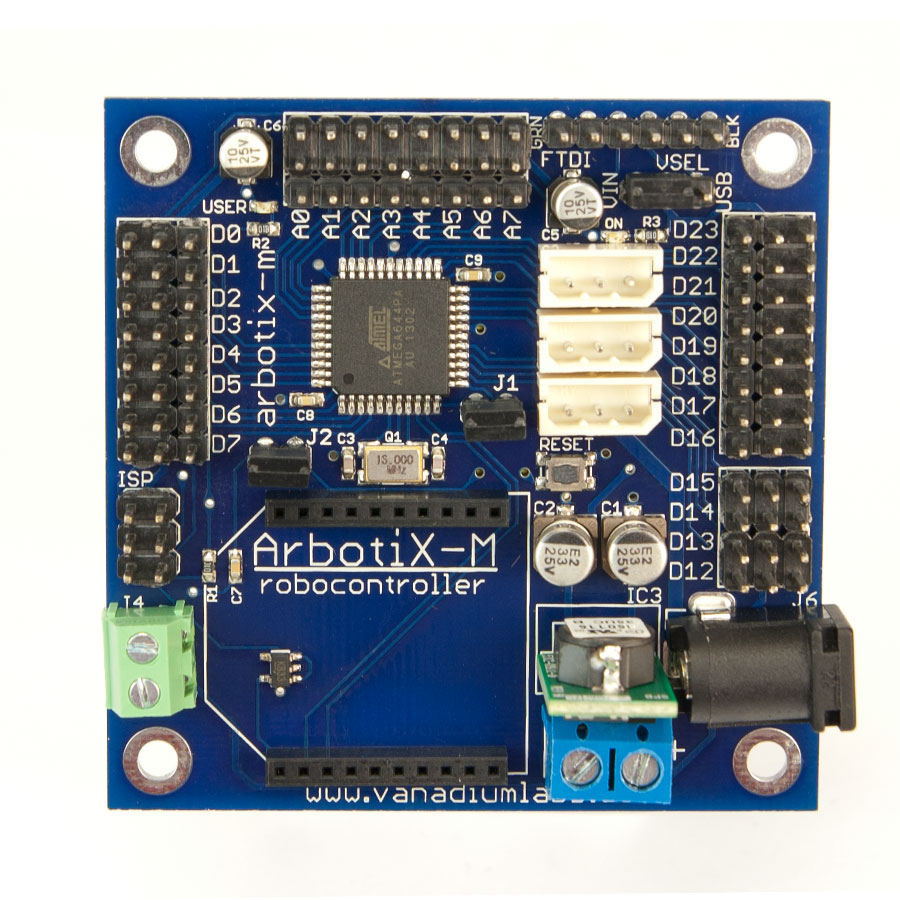 C6
10
25V
VT
GRN
BLK
FTDI
VSEL
VIN
USB
10
25V
VT
USER
R2
A0 A1 A2 A3 A4 A5 A6 A7
C5
ON
R3
D0
D1
D2
D3
D4
D5
D6
D7
arbotiX-m
C9
ATMEL
ATMEGA644PA
AU 1302
C8
J1
J2
D23
D22
D21
D20
D19
D18
D17
D16
C3
Q1
C4
RESET
ISP
D15
D14
D13
D12
C2
C1
E2
33
25V
E2
33
25V
ArbotiX-M
robocontroller
R1
C7
J4
IC3
J6
+